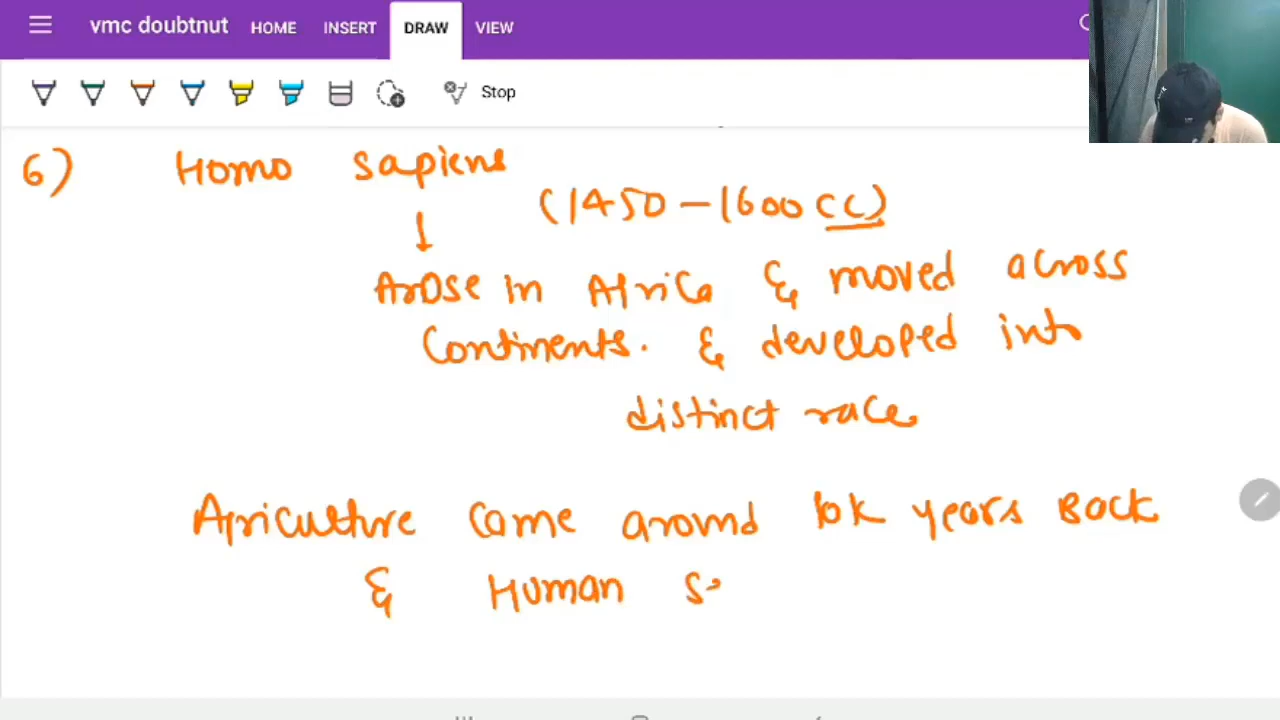 vmc doubtnut HOME INSERT DRAW VIEW
Stop
6) Homo sapiens
(1450-1600 cc)
Arose in Africa & moved across
Continents. & developed into
distinct race
Agriculture came around 10k years Back
& Human s